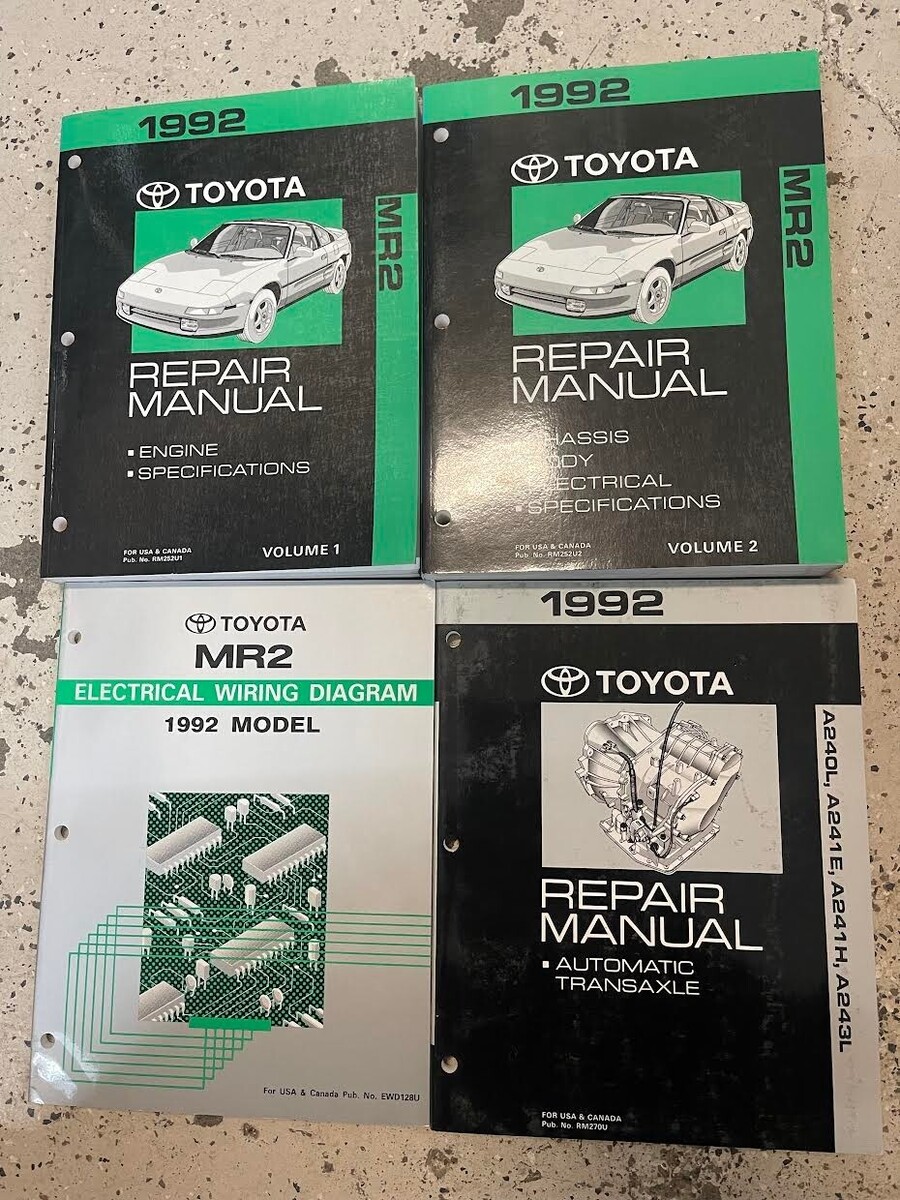 1992
TOYOTA
MR2
REPAIR
MANUAL
▪ ENGINE
▪ SPECIFICATIONS
FOR USA & CANADA
Pub. No. RM252U1
VOLUME 1
1992
TOYOTA
MR2
REPAIR
MANUAL
HASSIS
ODY
ECTRICAL
▪ SPECIFICATIONS
FOR USA & CANADA
Pub. No. RM252U2
VOLUME 2
TOYOTA
MR2
ELECTRICAL WIRING DIAGRAM
1992 MODEL
For USA & Canada Pub. No. EWD128U
1992
TOYOTA
A240L, A241E, A241H, A243L
REPAIR
MANUAL
▪ AUTOMATIC
TRANSAXLE
FOR USA & CANADA
Pub. No. RM270U